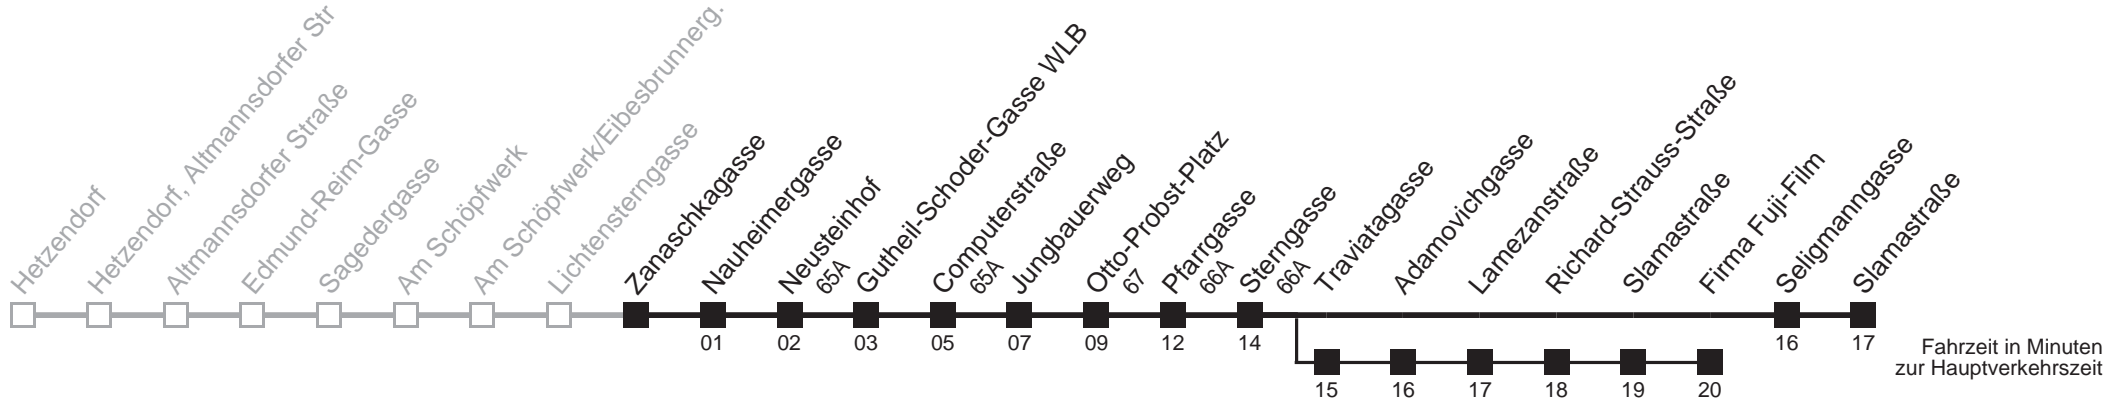 Hetzendorf
Hetzendorf, Altmannsdorfer Str
Altmannsdorfer Straße
Edmund-Reim-Gasse
Sagedergasse
Am Schöpfwerk
Am Schöpfwerk/Eibesbrunnerg.
Lichtensterngasse
Zanaschkagasse
Nauheimergasse
Neusteinhof
65A
Gutheil-Schoder-Gasse WLB
Computerstraße
65A
Jungbauerweg
Otto-Probst-Platz
67
Pfarrgasse
66A
Sterngasse
66A
Traviatagasse
Adamovichgasse
Lamezanstraße
Richard-Strauss-Straße
Slamastraße
Firma Fuji-Film
Seligmanngasse
Slamastraße
01 02 03 05 07 09 12 14 16 17
15 16 17 18 19 20
Fahrzeit in Minuten
zur Hauptverkehrszeit